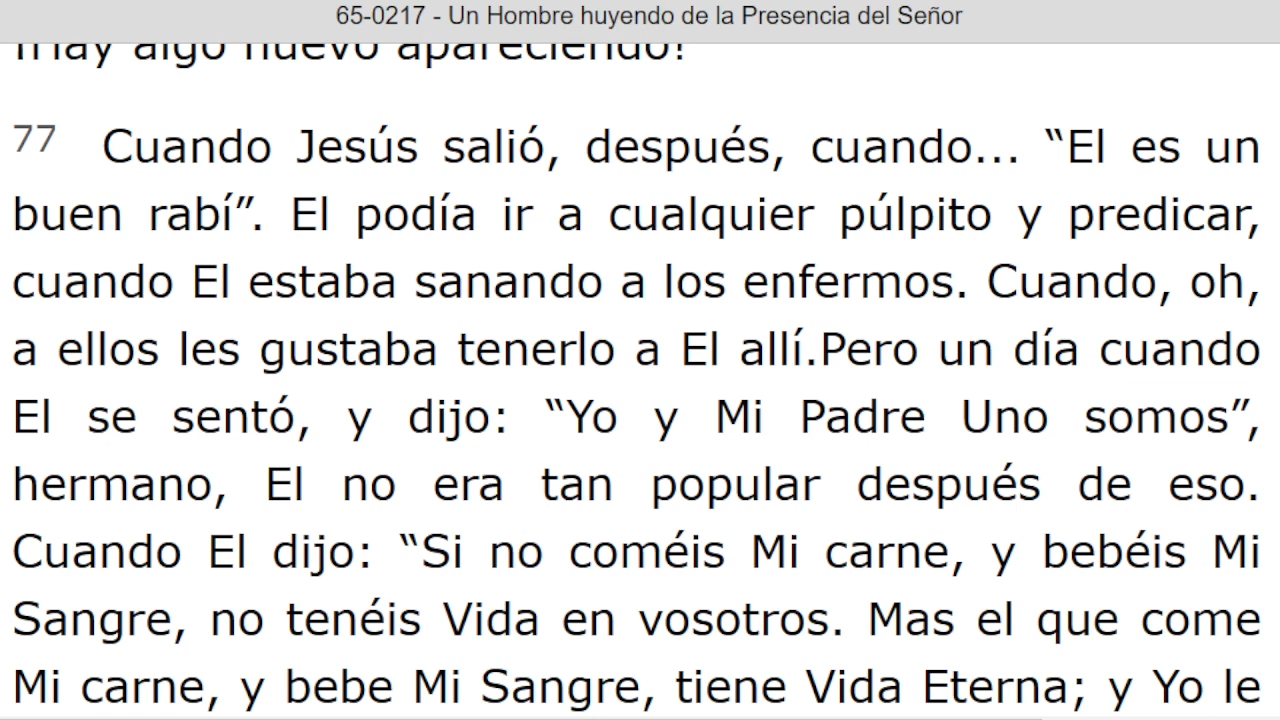 65-0217 - Un Hombre huyendo de la Presencia del Señor
¡Hay algo nuevo apareciendo!
77 Cuando Jesús salió, después, cuando... “El es un
buen rabí”. El podía ir a cualquier púlpito y predicar,
cuando El estaba sanando a los enfermos. Cuando, oh,
a ellos les gustaba tenerlo a El allí.Pero un día cuando
El se sentó, y dijo: “Yo y Mi Padre Uno somos”,
hermano, El no era tan popular después de eso.
Cuando El dijo: “Si no coméis Mi carne, y bebéis Mi
Sangre, no tenéis Vida en vosotros. Mas el que come
Mi carne, y bebe Mi Sangre, tiene Vida Eterna; y Yo le